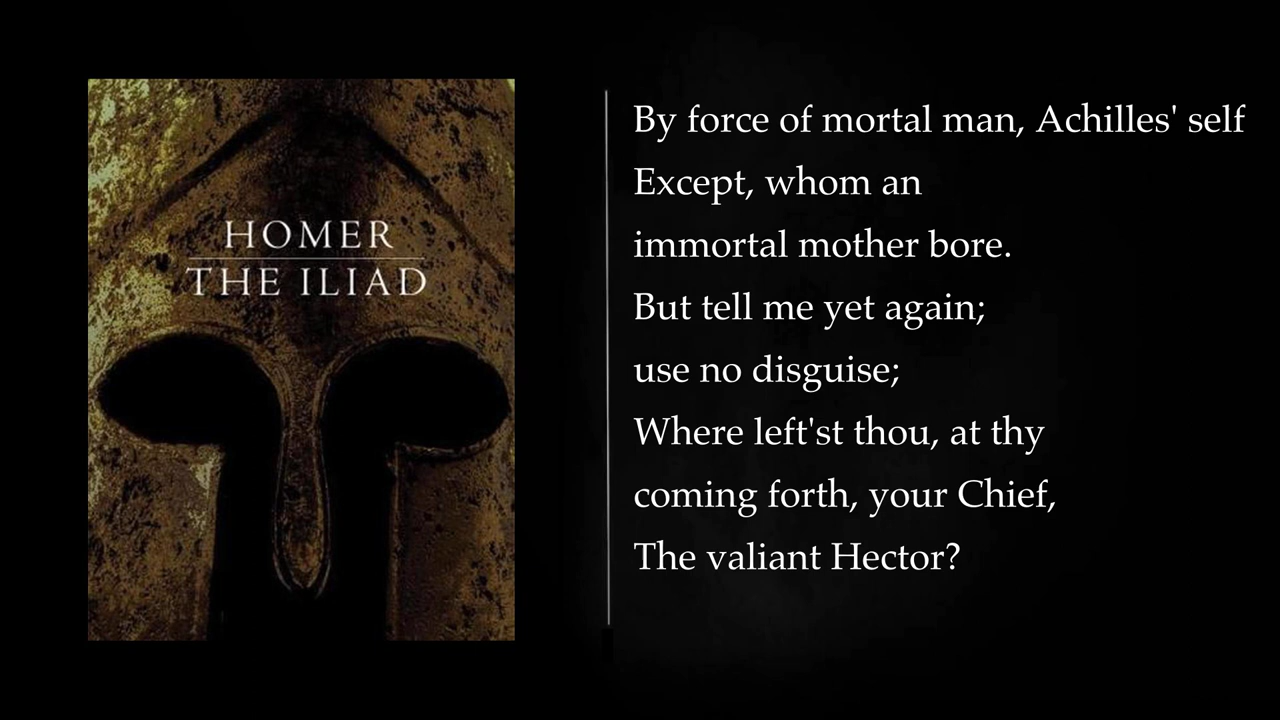 HOMER
THE ILIAD
By force of mortal man, Achilles' self
Except, whom an
immortal mother bore.
But tell me yet again;
use no disguise;
Where left'st thou, at thy
coming forth, your Chief,
The valiant Hector?